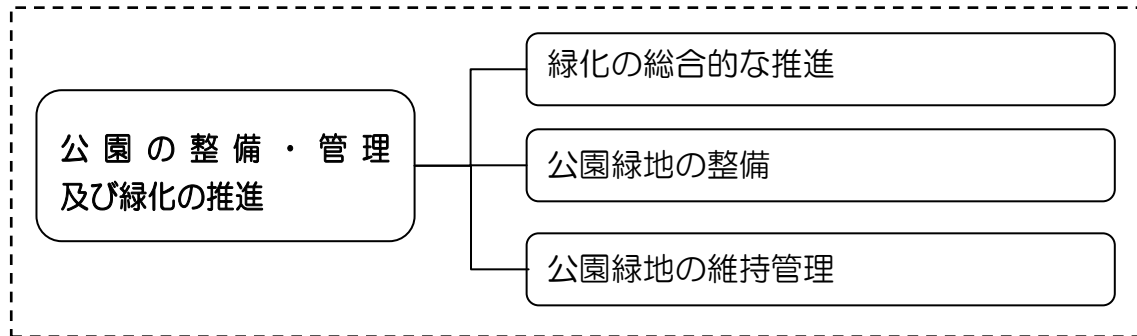 緑化の総合的な推進
公園の整備・管理
及び緑化の推進
公園緑地の整備
公園緑地の維持管理